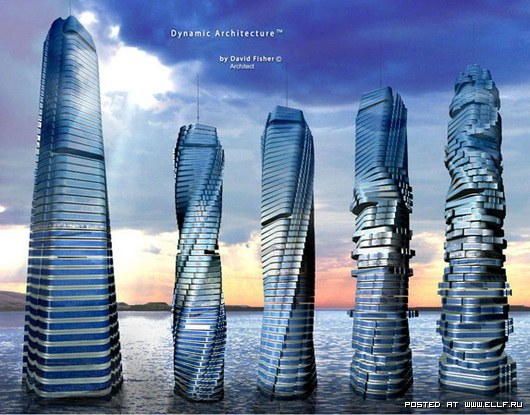 Dynamic Architecture™
by David Fisher ©
Architect
POSTED AT WWW.ELLF.RU